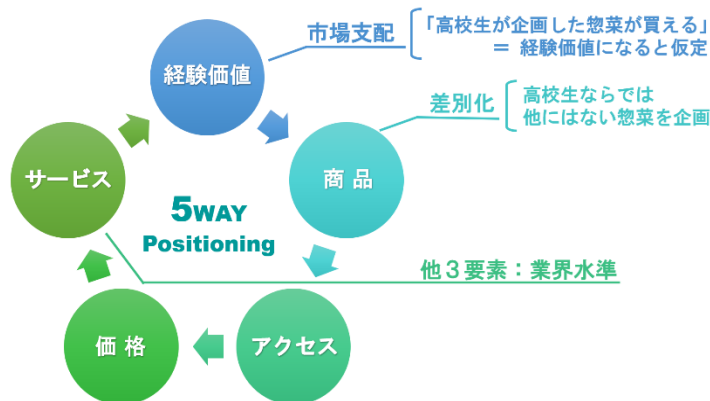 経験価値
市場支配
「高校生が企画した惣菜が買える」
＝ 経験価値になると仮定
差別化
高校生ならでは
他にはない惣菜を企画
サービス
商 品
5WAY
Positioning
他３要素：業界水準
価 格
アクセス